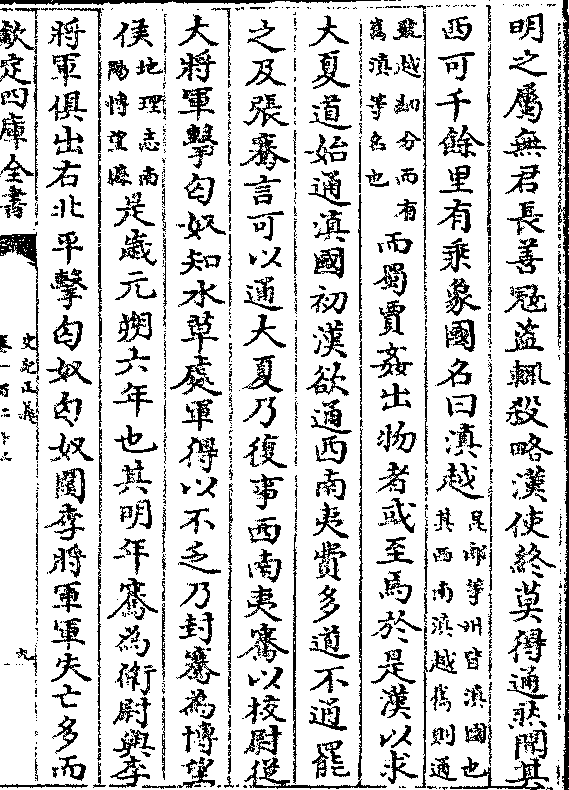 明之屬無君長善冦盗輒殺略漢使終莫得通然聞其
西可千餘里有乘象國名曰滇越昆郎等州皆滇國也其西南滇越嶲則通
號越細分而有嶲滇等名也而蜀賈姦出物者或至焉於是漢以求
大夏道始通滇國初漢欲通西南夷費多道不通罷
之及張騫言可以通大夏乃復事西南夷騫以校尉從
大將軍擊匈奴知水草處軍得以不乏乃封騫為博望
侯地理志南陽博望縣是歲元朔六年也其明年騫為衛尉與李
將軍俱出右北平擊匈奴匈奴圍李將軍軍失亡多而
欽定四庫全書
史記正義
卷一百二十三
九